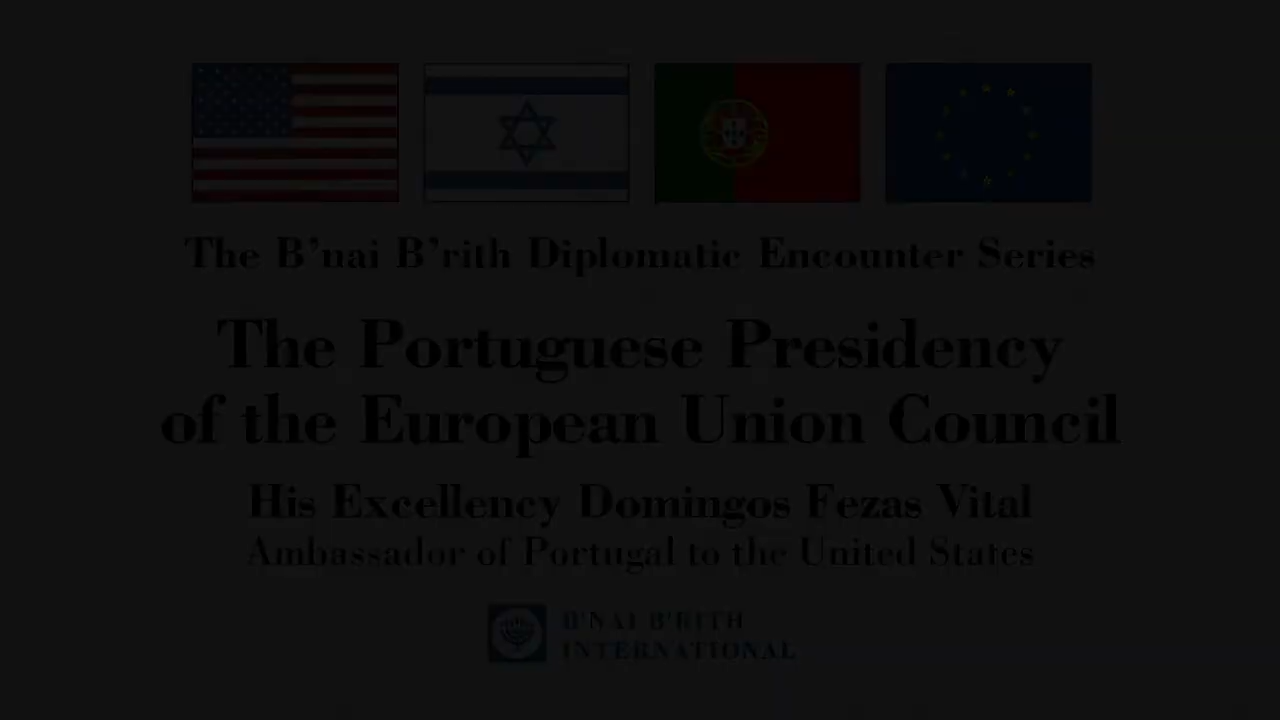 The B’nai B’rith Diplomatic Encounter Series
The Portuguese Presidency
of the European Union Council
His Excellency Domingos Fezas Vital
Ambassador of Portugal to the United States
B'NAI B'RITH
INTERNATIONAL